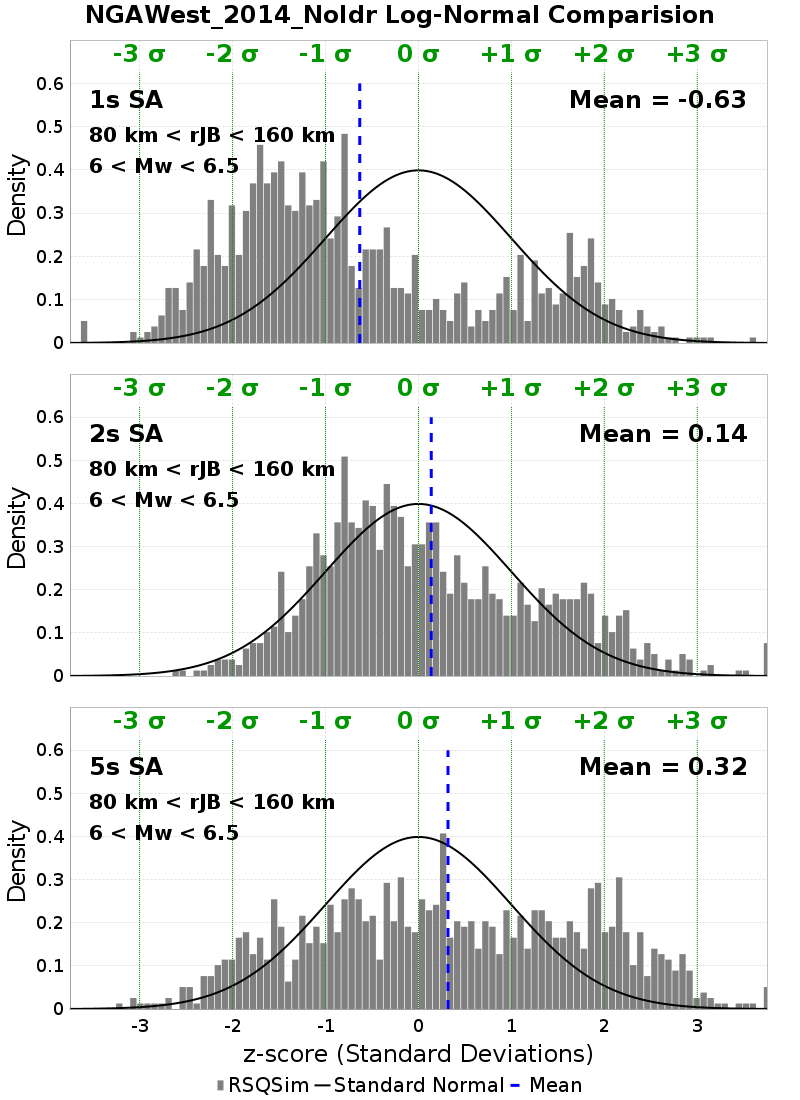 NGAWest_2014_NoIdr Log-Normal Comparision
-3 σ -2 σ -1 σ 0 σ +1 σ +2 σ +3 σ
1s SA
Mean = -0.63
80 km < rJB < 160 km
6 < Mw < 6.5
Density
0.6
0.5
0.4
0.3
0.2
0.1
0
-3 σ -2 σ -1 σ 0 σ +1 σ +2 σ +3 σ
2s SA
Mean = 0.14
80 km < rJB < 160 km
6 < Mw < 6.5
Density
0.6
0.5
0.4
0.3
0.2
0.1
0
-3 σ -2 σ -1 σ 0 σ +1 σ +2 σ +3 σ
5s SA
Mean = 0.32
80 km < rJB < 160 km
6 < Mw < 6.5
Density
0.6
0.5
0.4
0.3
0.2
0.1
0
-3 -2 -1 0 1 2 3
z-score (Standard Deviations)
RSQSim Standard Normal Mean